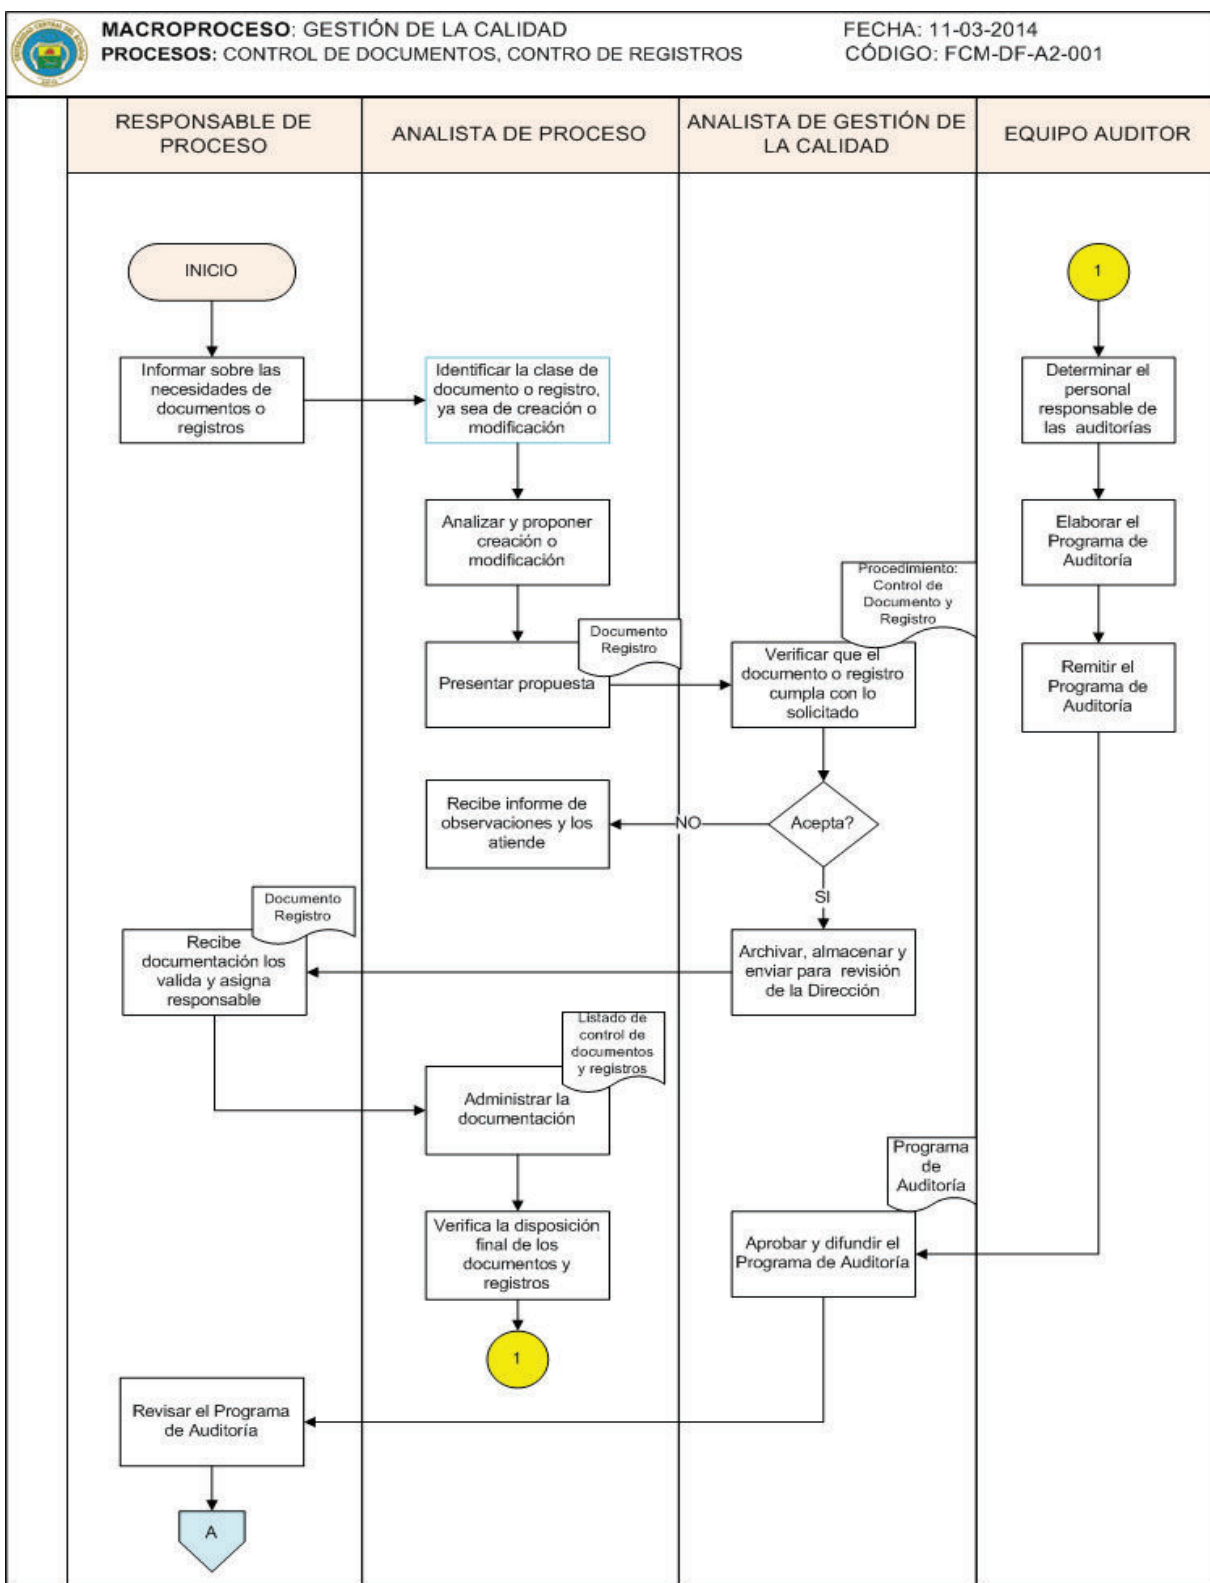 MACROPROCESO: GESTIÓN DE LA CALIDAD
FECHA: 11-03-2014
PROCESOS: CONTROL DE DOCUMENTOS, CONTRO DE REGISTROS
CÓDIGO: FCM-DF-A2-001
RESPONSABLE DE
PROCESO
ANALISTA DE PROCESO
ANALISTA DE GESTIÓN DE
LA CALIDAD
EQUIPO AUDITOR
INICIO
1
Informar sobre las
necesidades de
documentos o
registros
Identificar la clase de
documento o registro,
ya sea de creación o
modificación
Determinar el
personal
responsable de
las auditorías
Analizar y proponer
creación o
modificación
Elaborar el
Programa de
Auditoría
Procedimiento:
Control de
Documento y
Registro
Documento
Registro
Presentar propuesta
Verificar que el
documento o registro
cumpla con lo
solicitado
Remitir el
Programa de
Auditoría
Recibe informe de
observaciones y los
atiende
NO
Acepta?
SI
Documento
Registro
Recibe
documentación los
valida y asigna
responsable
Archivar, almacenar y
enviar para revisión
de la Dirección
Listado de
control de
documentos
y registros
Administrar la
documentación
Programa
de
Auditoría
Verifica la disposición
final de los
documentos y
registros
Aprobar y difundir el
Programa de Auditoría
1
Revisar el Programa
de Auditoría
A